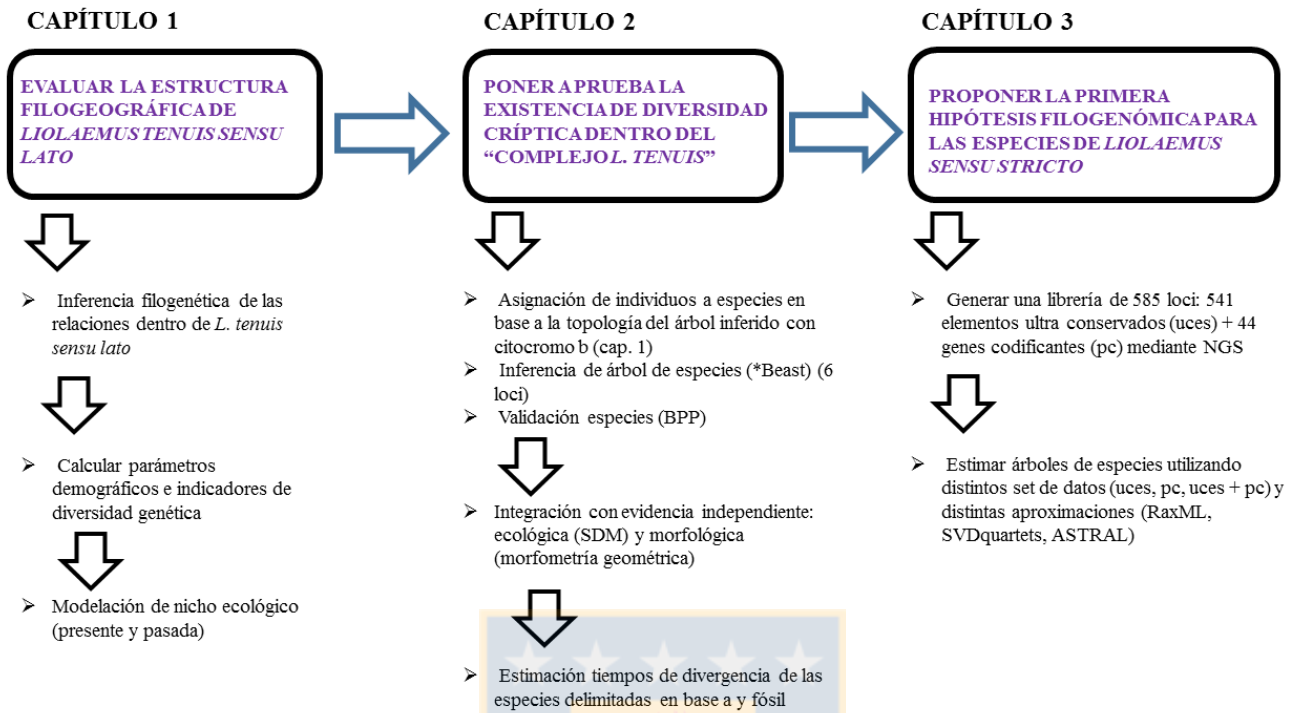 CAPÍTULO 1
EVALUAR LA ESTRUCTURA
FILOGEOGRÁFICA DE
LIOLAEMUS TENUIS SENSU
LATO
➢ Inferencia filogenética de las
relaciones dentro de L. tenuis
sensu lato
➢ Calcular parámetros
demográficos e indicadores de
diversidad genética
➢ Modelación de nicho ecológico
(presente y pasada)
CAPÍTULO 2
PONER A PRUEBA LA
EXISTENCIA DE DIVERSIDAD
CRÍPTICA DENTRO DEL
“COMPLEJO L. TENUIS”
➢ Asignación de individuos a especies en
base a la topología del árbol inferido con
citocromo b (cap. 1)
➢ Inferencia de árbol de especies (*Beast) (6
loci)
➢ Validación especies (BPP)
➢ Integración con evidencia independiente:
ecológica (SDM) y morfológica
(morfometría geométrica)
➢ Estimación tiempos de divergencia de las
especies delimitadas en base a y fósil
CAPÍTULO 3
PROPONER LA PRIMERA
HIPÓTESIS FILOGENÓMICA PARA
LAS ESPECIES DE LIOLAEMUS
SENSU STRICTO
➢ Generar una librería de 585 loci: 541
elementos ultra conservados (uces) + 44
genes codificantes (pc) mediante NGS
➢ Estimar árboles de especies utilizando
distintos set de datos (uces, pc, uces + pc) y
distintas aproximaciones (RaxML,
SVDquartets, ASTRAL)